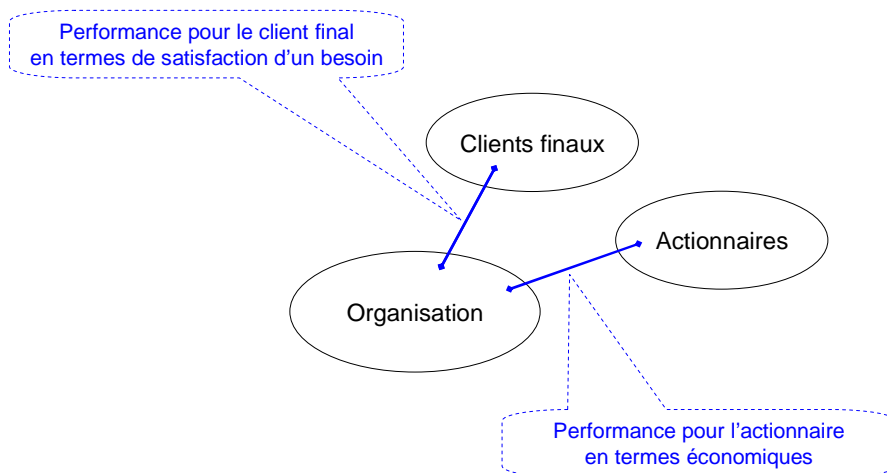 Performance pour le client final
en termes de satisfaction d’un besoin
Clients finaux
Actionnaires
Organisation
Performance pour l’actionnaire
en termes économiques